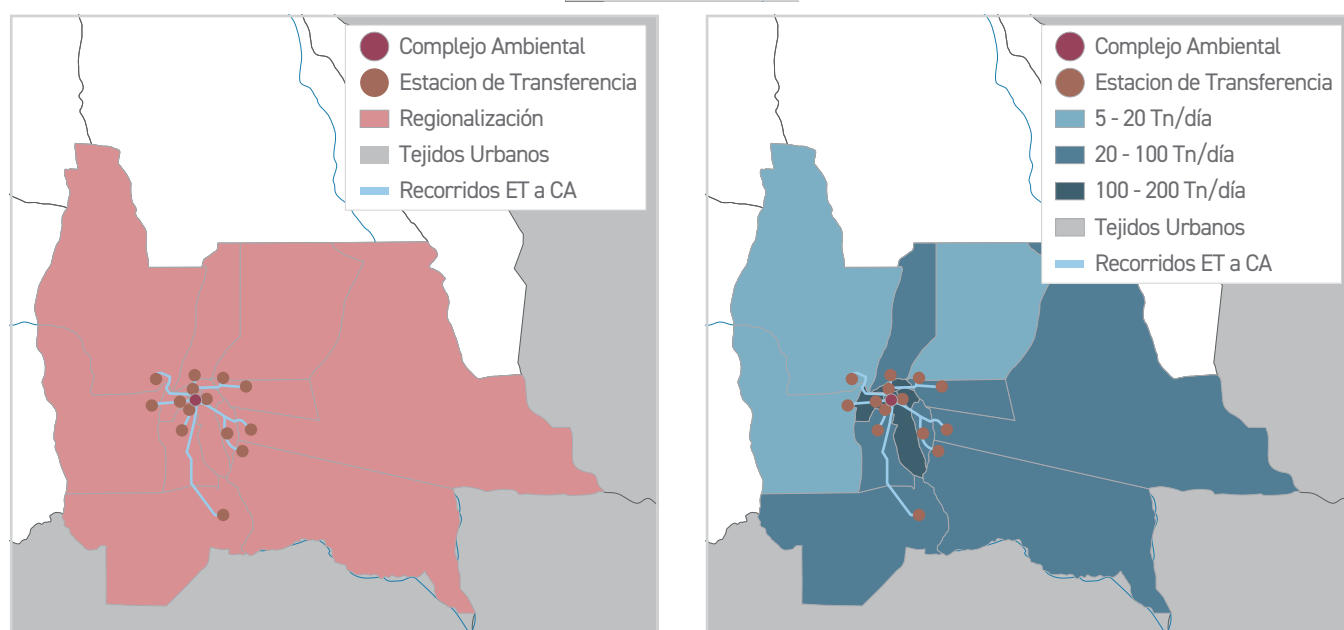 Complejo Ambiental
Estacion de Transferencia
Regionalización
Tejidos Urbanos
Recorridos ET a CA
Complejo Ambiental
Estacion de Transferencia
5 - 20 Tn/día
20 - 100 Tn/día
100 - 200 Tn/día
Tejidos Urbanos
Recorridos ET a CA